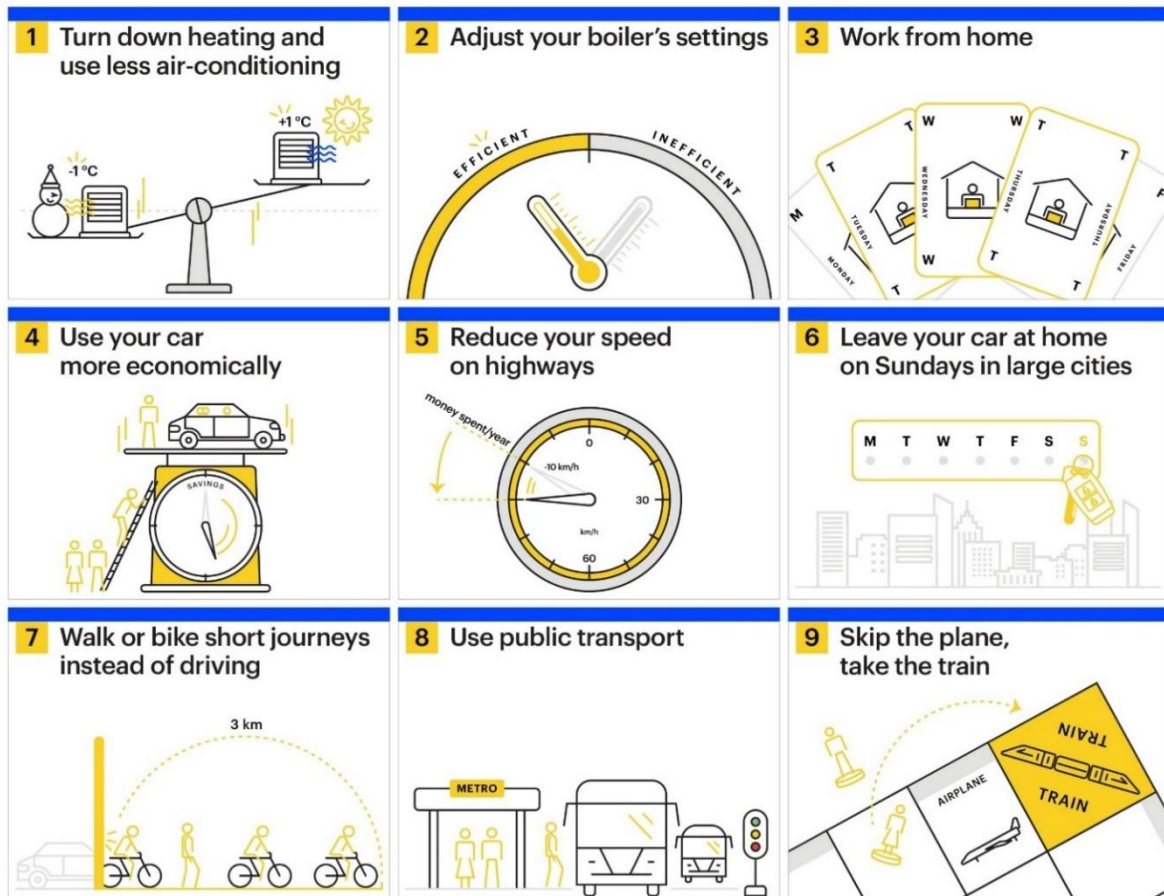 1 Turn down heating and
use less air-conditioning
-1 °C
+1 °C
2 Adjust your boiler's settings
EFFICIENT
INEFFICIENT
3 Work from home
M
MONDAY
T
T
TUESDAY
W
W
WEDNESDAY
W
T
T
THURSDAY
THURSDAY
T
T
F
FRIDAY
4 Use your car
more economically
SAVINGS
5 Reduce your speed
on highways
money spent/year
0
-10 km/h
30
km/h
60
6 Leave your car at home
on Sundays in large cities
M T W T F S S
7 Walk or bike short journeys
instead of driving
3 km
8 Use public transport
METRO
9 Skip the plane,
take the train
AIRPLANE
TRAIN
TRAIN